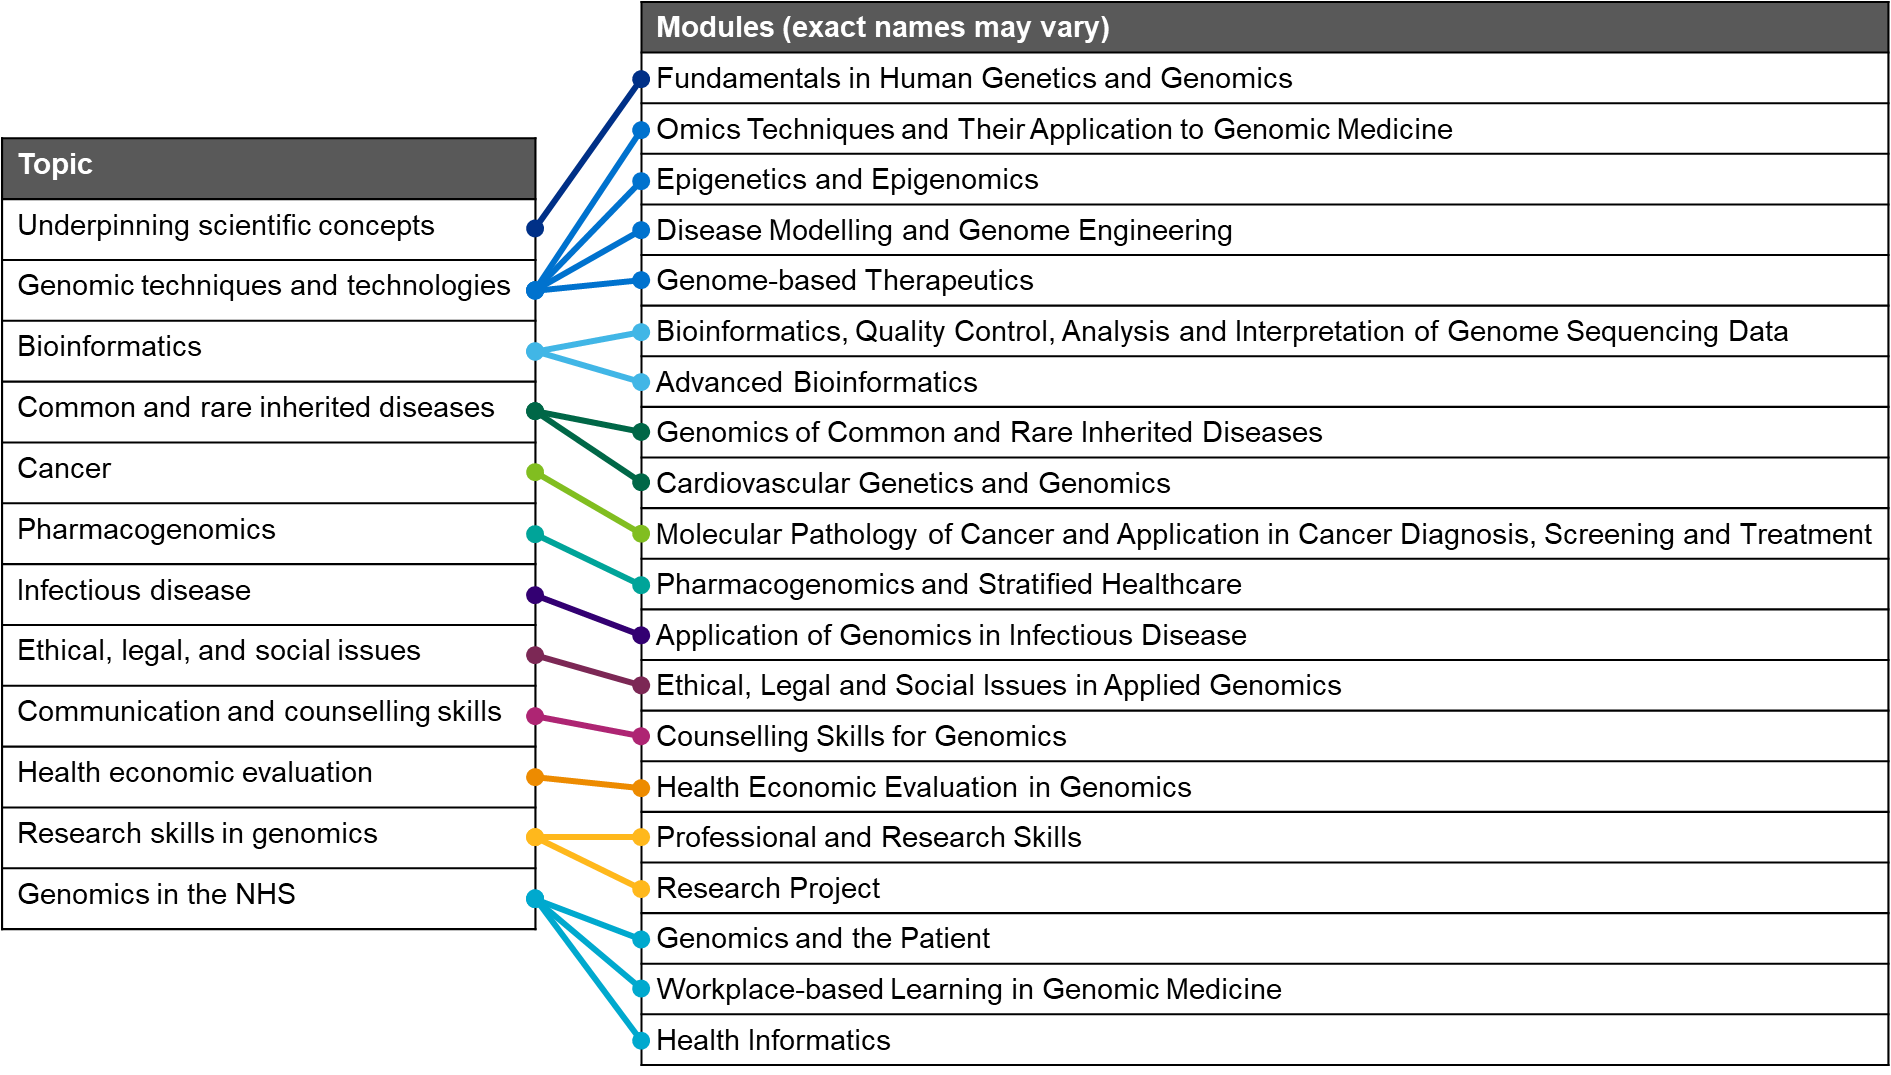 Topic
Underpinning scientific concepts
Genomic techniques and technologies
Bioinformatics
Common and rare inherited diseases
Cancer
Pharmacogenomics
Infectious disease
Ethical, legal, and social issues
Communication and counselling skills
Health economic evaluation
Research skills in genomics
Genomics in the NHS
Modules (exact names may vary)
Fundamentals in Human Genetics and Genomics
Omics Techniques and Their Application to Genomic Medicine
Epigenetics and Epigenomics
Disease Modelling and Genome Engineering
Genome-based Therapeutics
Bioinformatics, Quality Control, Analysis and Interpretation of Genome Sequencing Data
Advanced Bioinformatics
Genomics of Common and Rare Inherited Diseases
Cardiovascular Genetics and Genomics
Molecular Pathology of Cancer and Application in Cancer Diagnosis, Screening and Treatment
Pharmacogenomics and Stratified Healthcare
Application of Genomics in Infectious Disease
Ethical, Legal and Social Issues in Applied Genomics
Counselling Skills for Genomics
Health Economic Evaluation in Genomics
Professional and Research Skills
Research Project
Genomics and the Patient
Workplace-based Learning in Genomic Medicine
Health Informatics